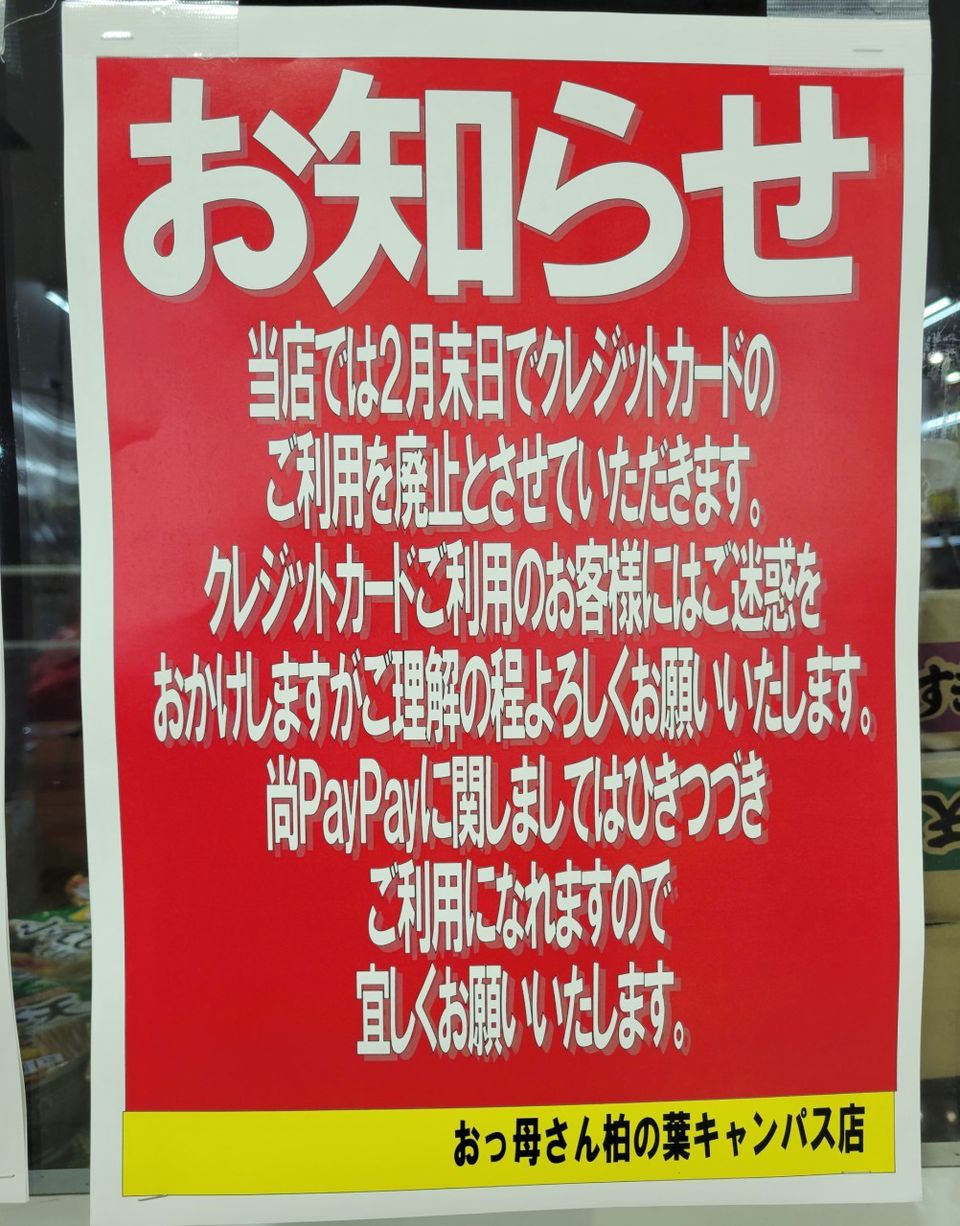 お知らせ
当店では2月末日でクレジットカードの
ご利用を廃止とさせていただきます。
クレジットカードご利用のお客様にはご迷惑を
おかけしますがご理解の程よろしくお願いいたします。
尚PayPayに関しましてはひきつづき
ご利用になれますので
宜しくお願いいたします。
おっ母さん柏の葉キャンパス店